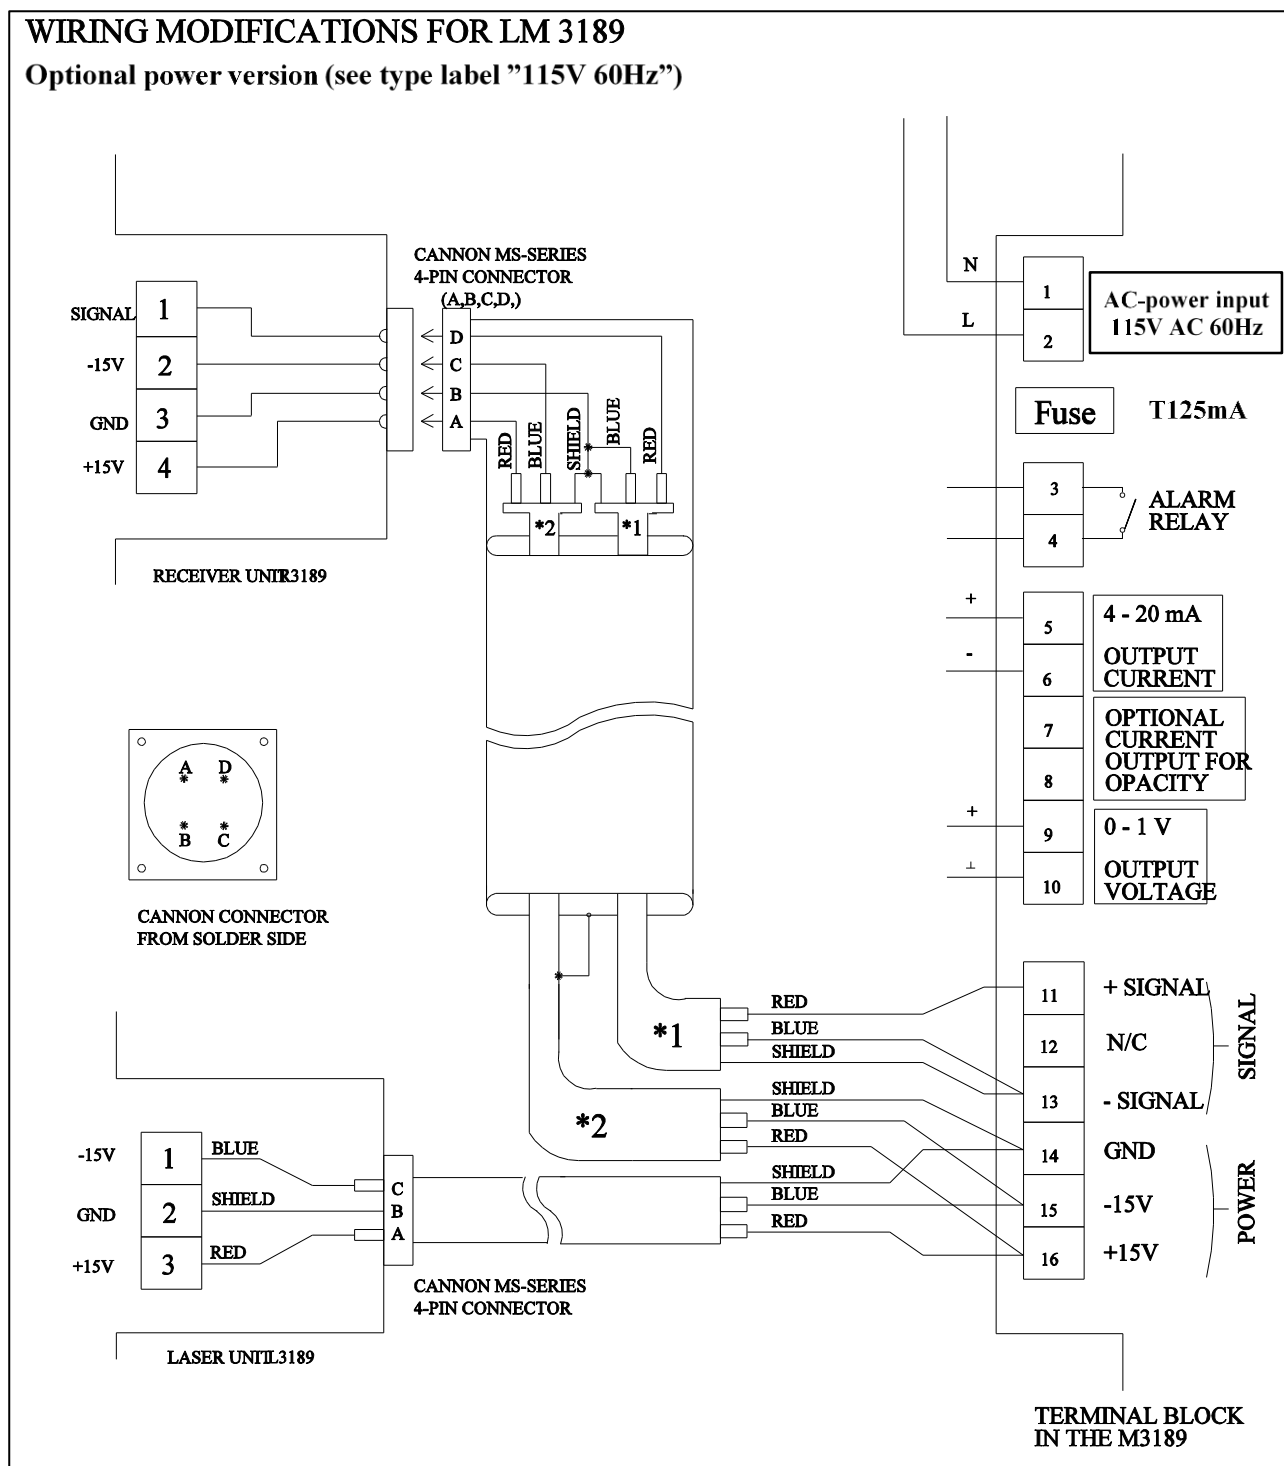 WIRING MODIFICATIONS FOR LM 3189
Optional power version (see type label ”115V 60Hz”)
CANNON MS-SERIES
4-PIN CONNECTOR
(A,B,C,D,)
SIGNAL 1
-15V 2
GND 3
+15V 4
D
C
B
A
RED
BLUE
SHIELD
BLUE
RED
*2
*1
RECEIVER UNIT R3189
N
L
1
2
AC-power input
115V AC 60Hz
Fuse T125mA
3
4
ALARM
RELAY
+
5
4 - 20 mA
-
6
OUTPUT
CURRENT
7
8
OPTIONAL
CURRENT
OUTPUT FOR
OPACITY
+
9
0 - 1 V
⊥
10
OUTPUT
VOLTAGE
A D
B C
CANNON CONNECTOR
FROM SOLDER SIDE
*1
RED
BLUE
SHIELD
*2
SHIELD
BLUE
RED
SHIELD
BLUE
RED
11 + SIGNAL
12 N/C
13 - SIGNAL
SIGNAL
14 GND
15 -15V
16 +15V
POWER
-15V 1 BLUE
GND 2 SHIELD
+15V 3 RED
C
B
A
CANNON MS-SERIES
4-PIN CONNECTOR
LASER UNIT L3189
TERMINAL BLOCK
IN THE M3189